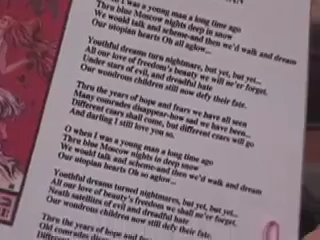 I was a young man a long time ago
Thru blue Moscow nights deep in snow
We would talk and scheme-and then we'd walk and dream
Our utopian hearts Oh all aglow...
Youthful dreams turn nightmare, but yet, but yet...
All our love of freedom's beauty we will ne'er forget,
Under stars of evil, and dreadful hate
Our wondrous children still now defy their fate.
Thru the years of hope and fears we have all seen
Many comrades disappear-how sad we have been...
Different czars shall come, but different czars will go
And darling I still love you so.
O when I was a young man a long time ago
Thru blue Moscow nights in deep snow
We would talk and scheme-and then we'd walk and dream
Our utopian hearts Oh so aglow...
Youthful dreams turned nightmares, but yet, but yet...
All our love of beauty's freedom we shall ne'er forget,
Neath satellites of evil and dreadful hate
Our wondrous children still now defy their fate.
Thru the years of hope and fears
Old comrades